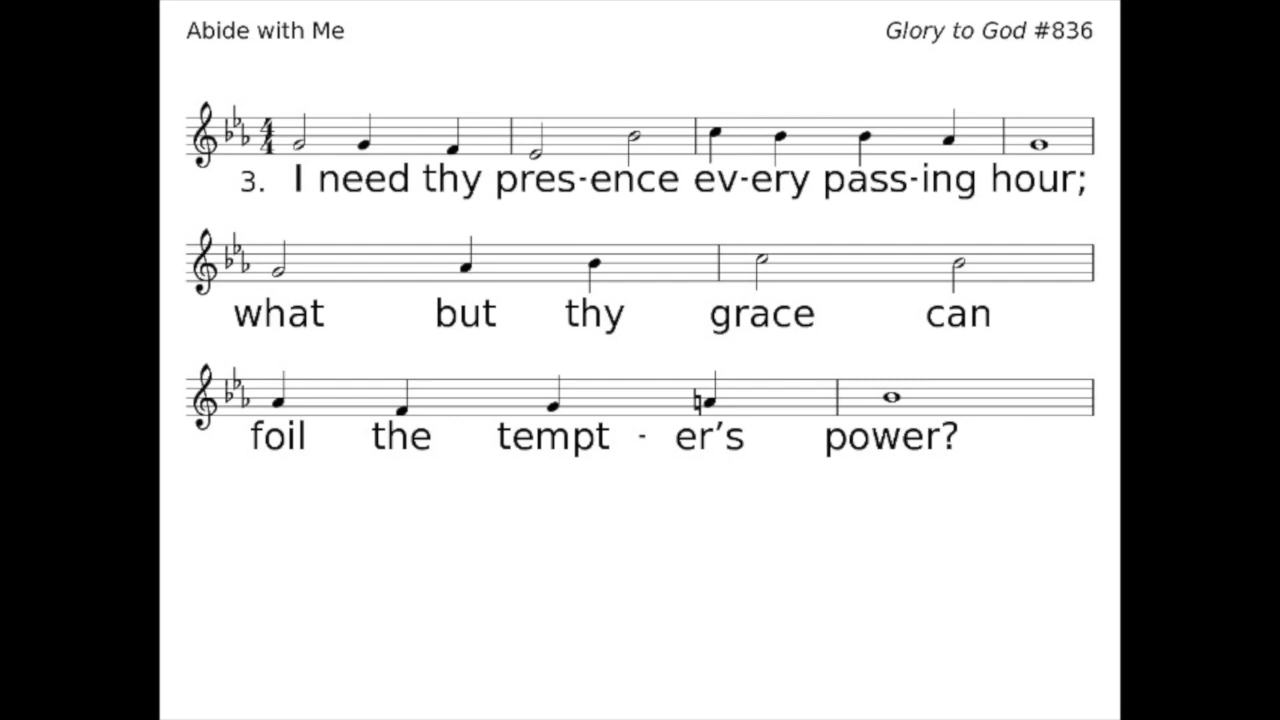 Abide with Me Glory to God #836
3. I need thy pres-ence ev-ery pass-ing hour;
what but thy grace can
foil the tempt - er’s power?